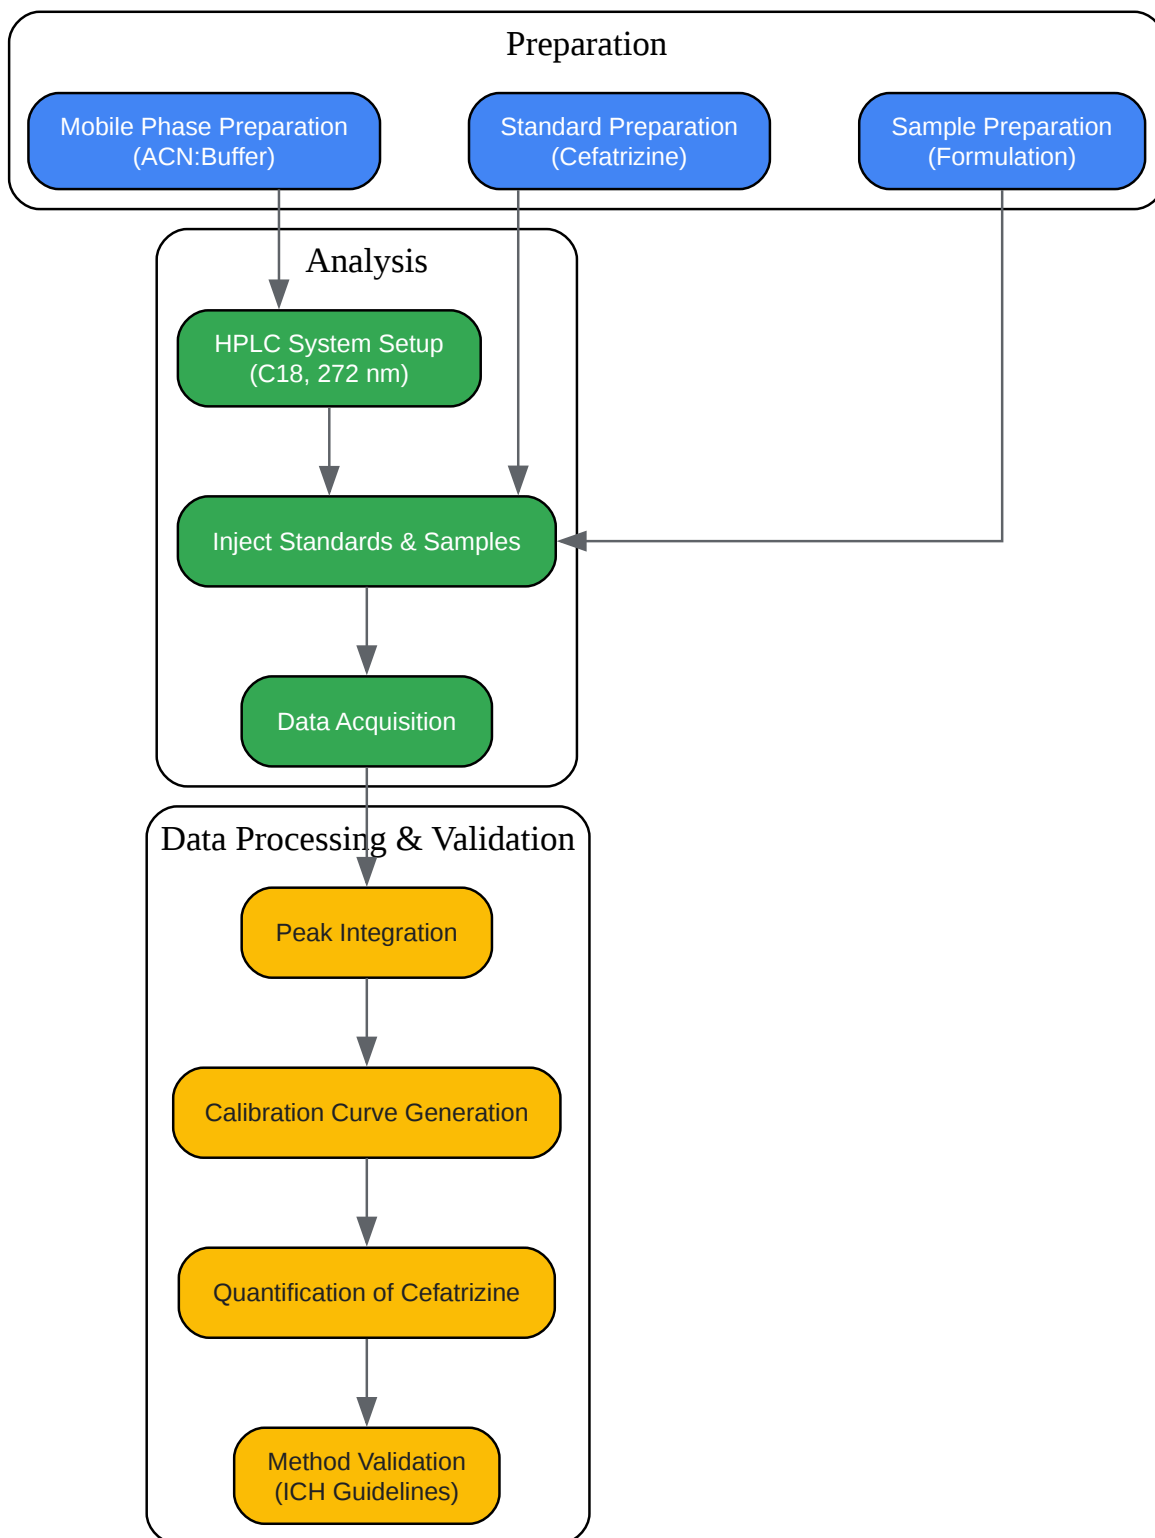 Preparation
Mobile Phase Preparation
(ACN:Buffer)
Standard Preparation
(Cefatrizine)
Sample Preparation
(Formulation)
Analysis
HPLC System Setup
(C18, 272 nm)
Inject Standards & Samples
Data Acquisition
Data Processing & Validation
Peak Integration
Calibration Curve Generation
Quantification of Cefatrizine
Method Validation
(ICH Guidelines)